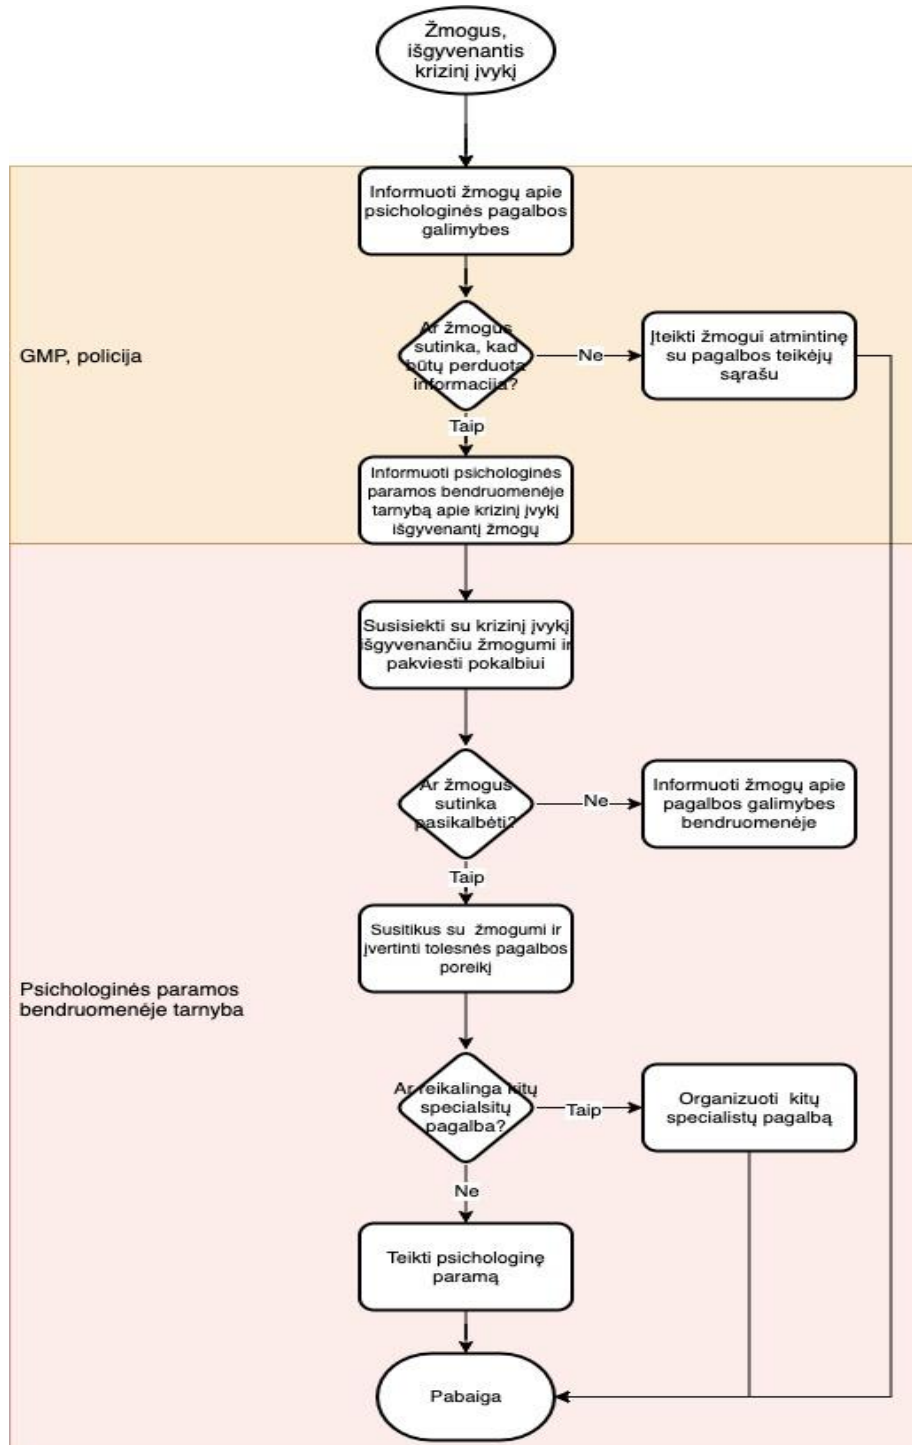 Žmogus,
išgyvenantis
krizinį įvykį
Informuoti žmogų apie
psichologinės pagalbos
galimybes
GMP, policija
Ar žmogus
sutinka, kad
būtų perduota
informacija?
Ne
Įteikti žmogui atmintinę
su pagalbos teikėjų
sąrašu
Taip
Informuoti psichologinės
paramos bendruomenėje
tarnybą apie krizinį įvykį
išgyvenantį žmogų
Susisiekti su krizinį įvykį
išgyvenančiu žmogumi ir
pakviesti pokalbiui
Ar žmogus
sutinka
pasikalbėti?
Ne
Informuoti žmogų apie
pagalbos galimybes
bendruomenėje
Taip
Susitikus su žmogumi ir
įvertinti tolesnės pagalbos
poreikį
Psichologinės paramos
bendruomenėje tarnyba
Ar reikalinga kitų
specialsitų
pagalba?
Taip
Organizuoti kitų
specialistų pagalbą
Ne
Teikti psichologinę
paramą
Pabaiga